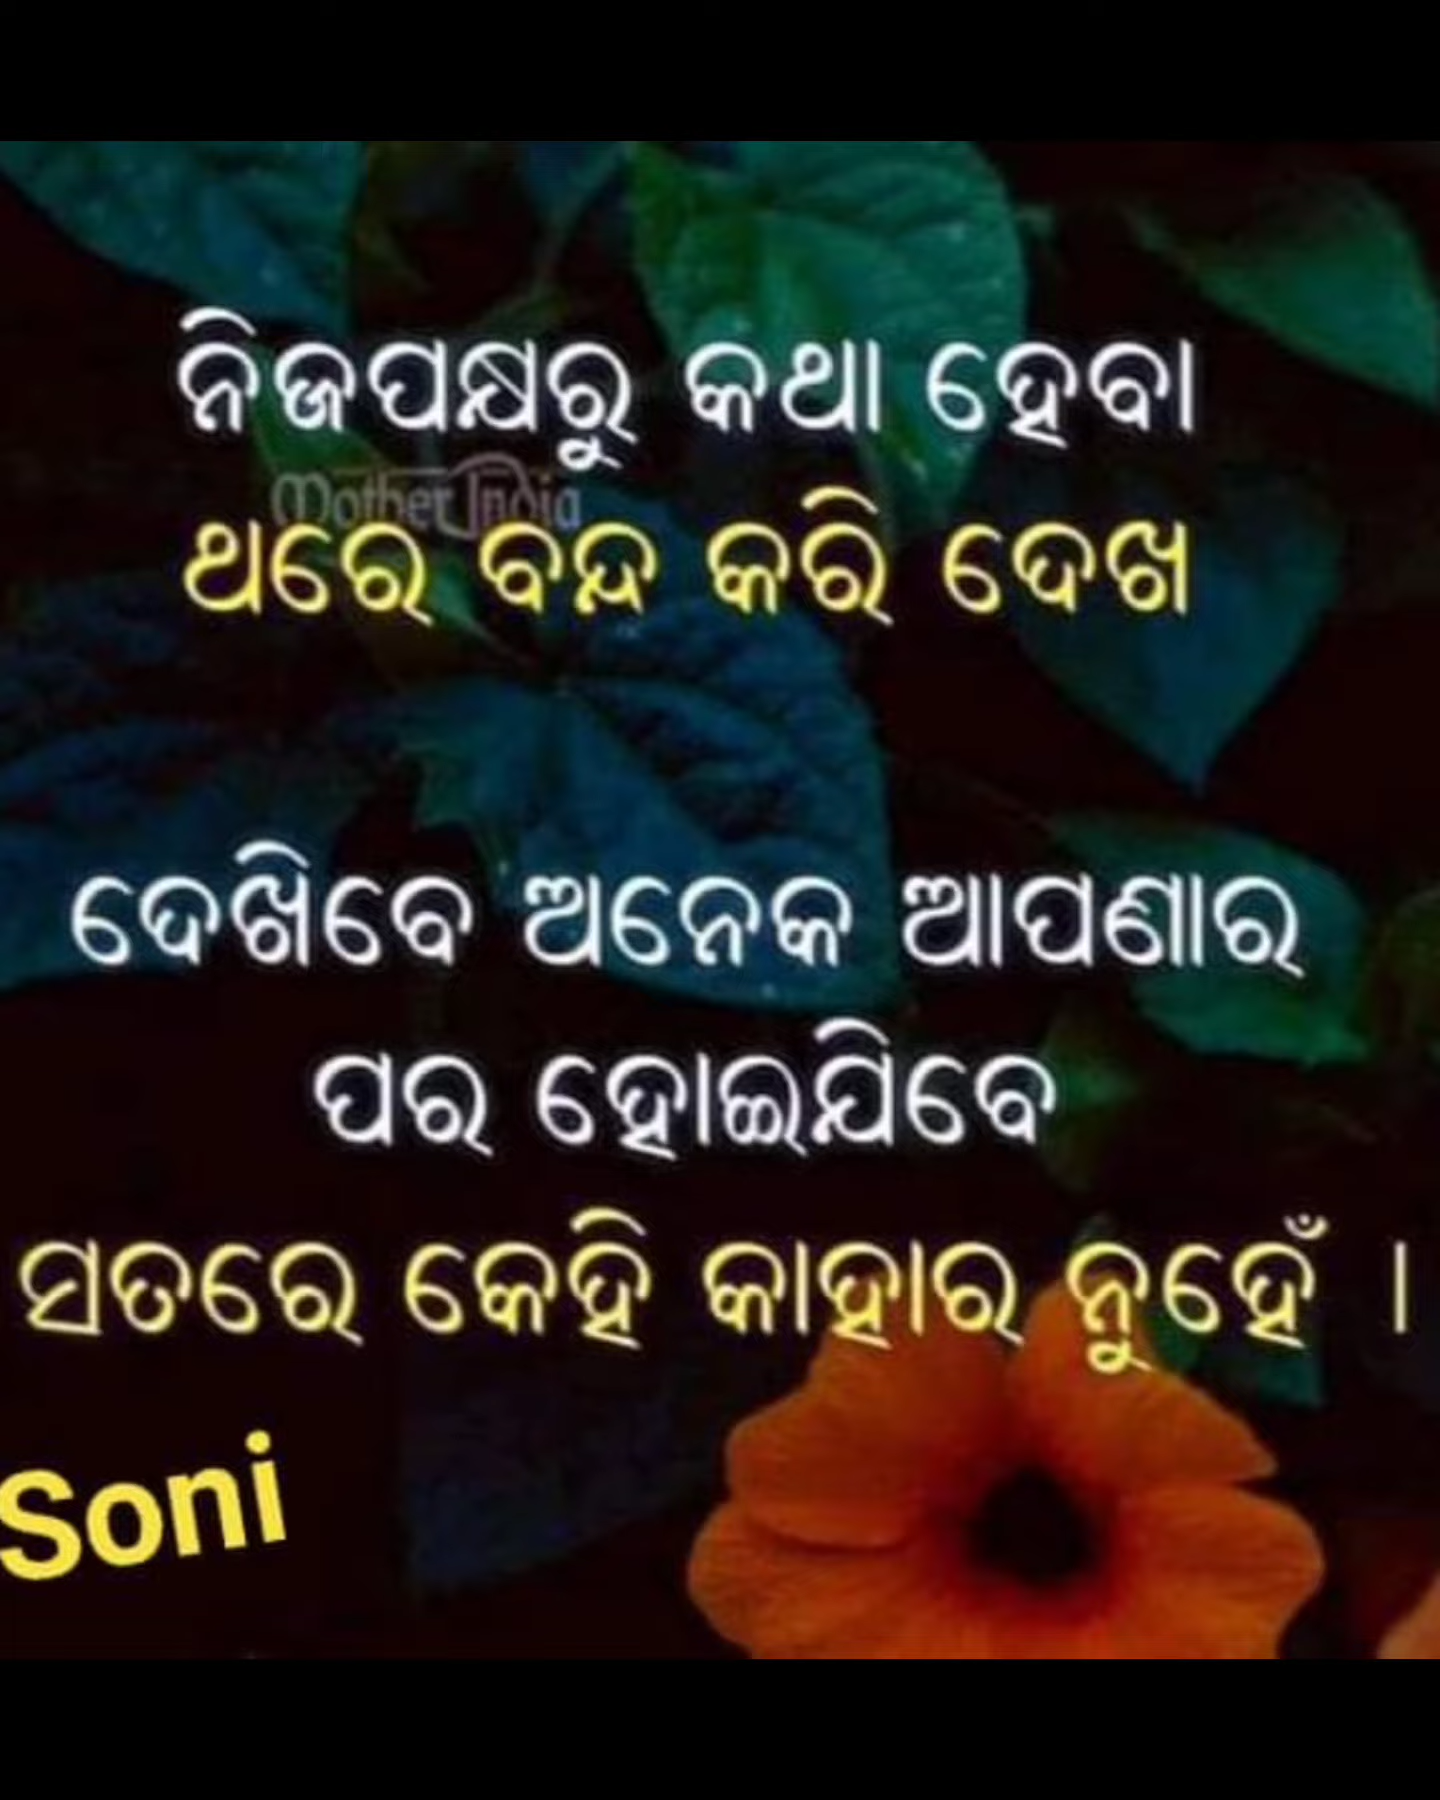 ନିଜପକ୍ଷରୁ କଥା ହେବା
Mother India
ଥରେ ବନ୍ଦ କରି ଦେଖ
ଦେଖିବେ ଅନେକ ଆପଣାର
ପର ହୋଇଯିବେ
ସତରେ କେହି କାହାର ନୁହେଁ ।
Soni